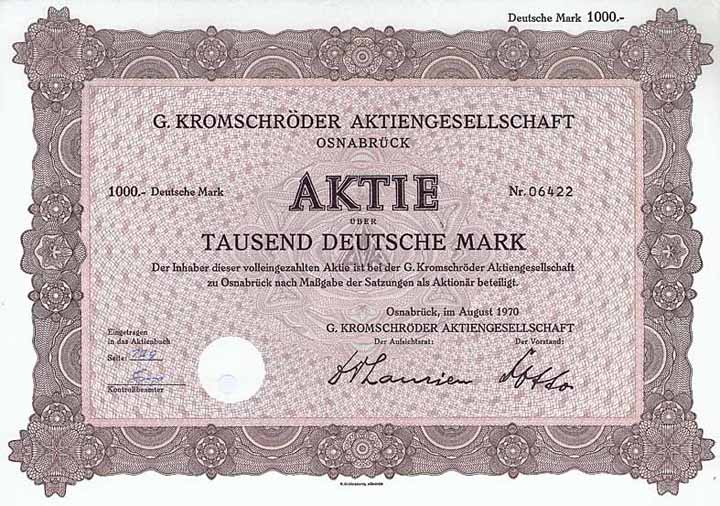 Deutsche Mark 1000.-
G. KROMSCHRÖDER AKTIENGESELLSCHAFT
OSNABRÜCK
1000.- Deutsche Mark
AKTIE
Nr. 06422
ÜBER
TAUSEND DEUTSCHE MARK
Der Inhaber dieser volleingezahlten Aktie ist bei der G. Kromschröder Aktiengesellschaft
zu Osnabrück nach Maßgabe der Satzungen als Aktionär beteiligt.
Osnabrück, im August 1970
G. KROMSCHRÖDER AKTIENGESELLSCHAFT
Der Aufsichtsrat: Der Vorstand:
Eingetragen
in das Aktienbuch
Seite:
Kontrollbeamter